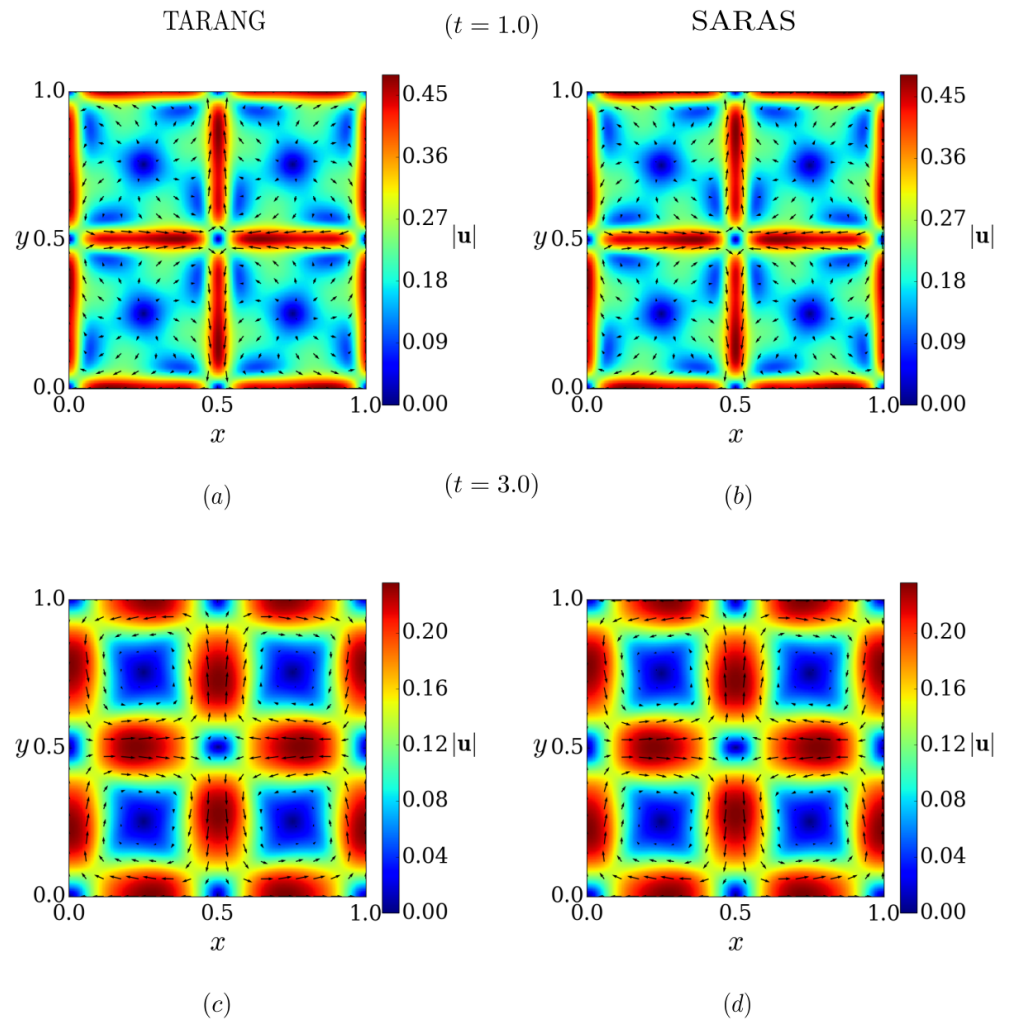 TARANG (t = 1.0) SARAS
1.0 0.45 1.0 0.45
0.36 0.36
0.27 0.27
y 0.5 |u| y 0.5 |u|
0.18 0.18
0.09 0.09
0.0 0.00 0.0 0.00
0.0 0.5 1.0 0.0 0.5 1.0
x x
(a) (t = 3.0) (b)
1.0 1.0
0.20 0.20
0.16 0.16
y 0.5 0.12 |u| y 0.5 0.12 |u|
0.08 0.08
0.04 0.04
0.0 0.00 0.0 0.00
0.0 0.5 1.0 0.0 0.5 1.0
x x
(c) (d)